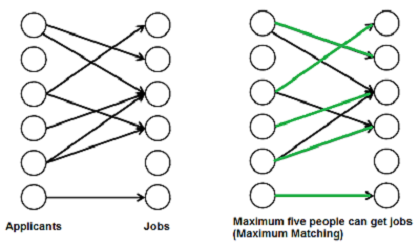 Applicants
Jobs
Maximum five people can get jobs
(Maximum Matching)